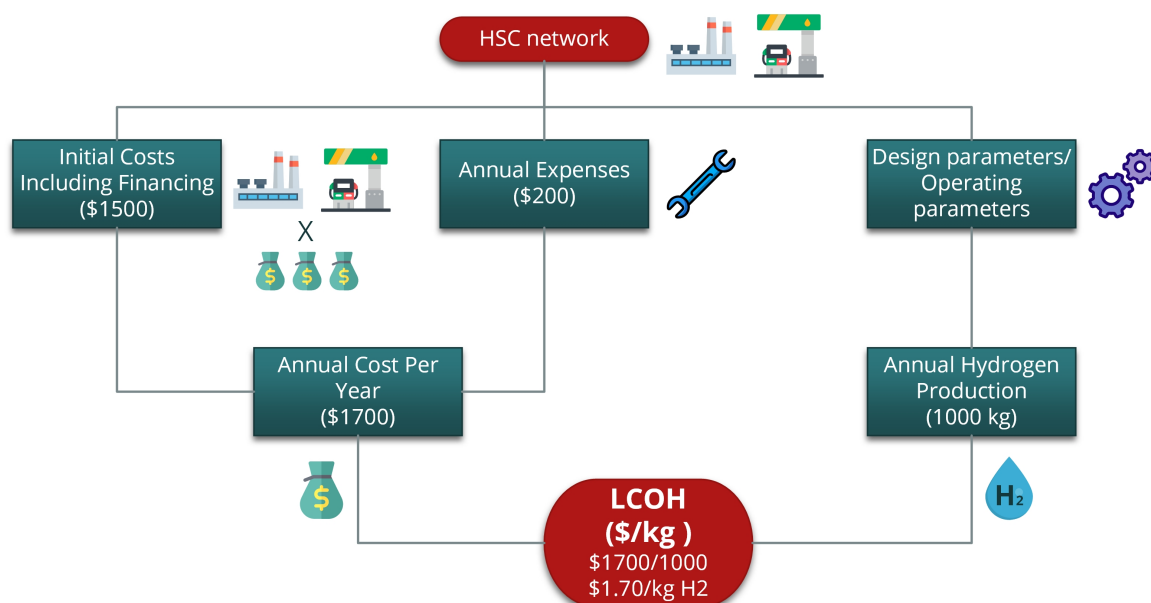 HSC network
Initial Costs
Including Financing
($1500)
X
$ $ $
Annual Expenses
($200)
Design parameters/
Operating
parameters
Annual Cost Per
Year
($1700)
$
Annual Hydrogen
Production
(1000 kg)
H2
LCOH
($/kg )
$1700/1000
$1.70/kg H2